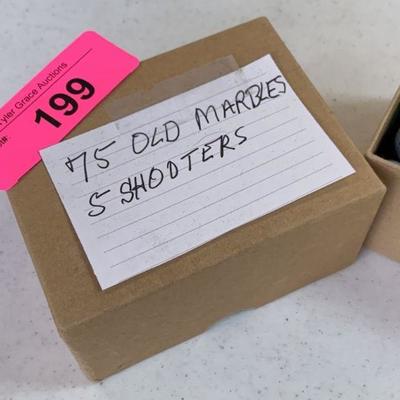 Tyler Grace Auctions
199
75 OLD MARBLES
5 SHOOTERS